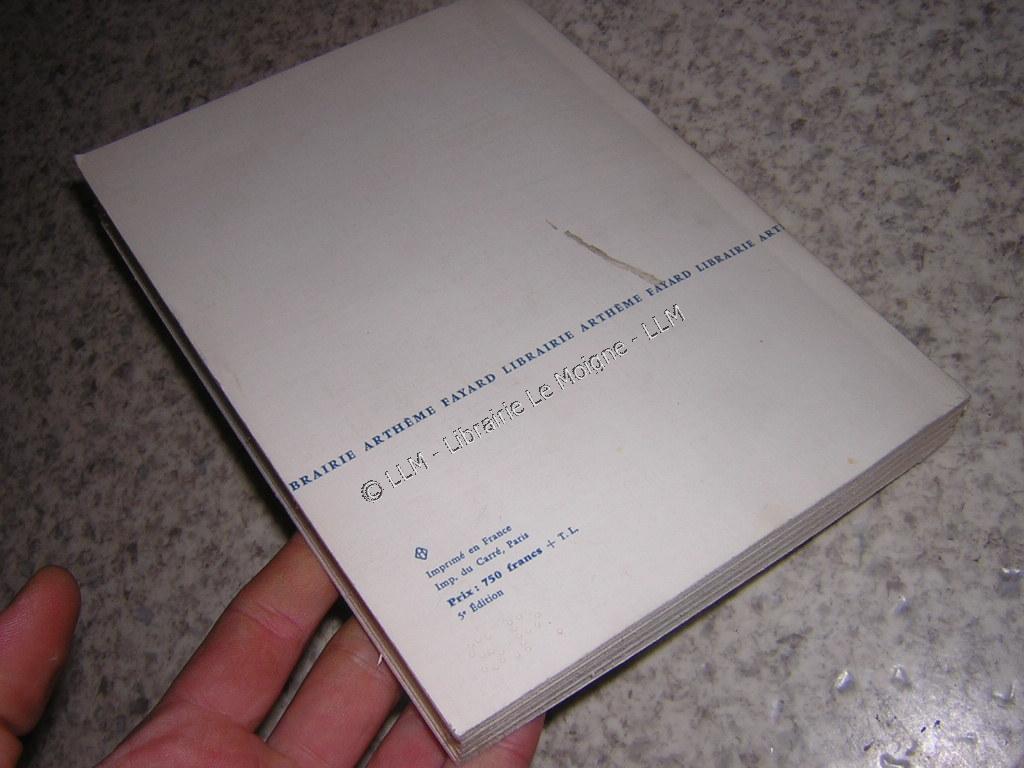 BRAIRIE ARTHÈME FAYARD LIBRAIRIE ARTHÈME FAYARD LIBRAIRIE ART
© LLM - Librairie Le Moigne - LLM
Imprimé en France
Imp. du Carré, Paris
Prix : 750 francs + T. L.
5e Édition